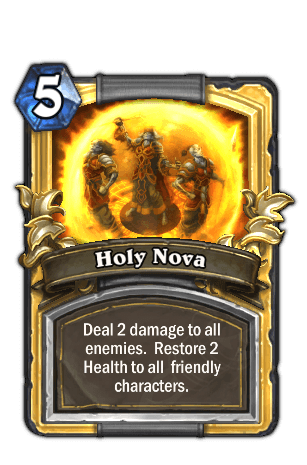 5
Holy Nova
Deal 2 damage to all
enemies. Restore 2
Health to all friendly
characters.